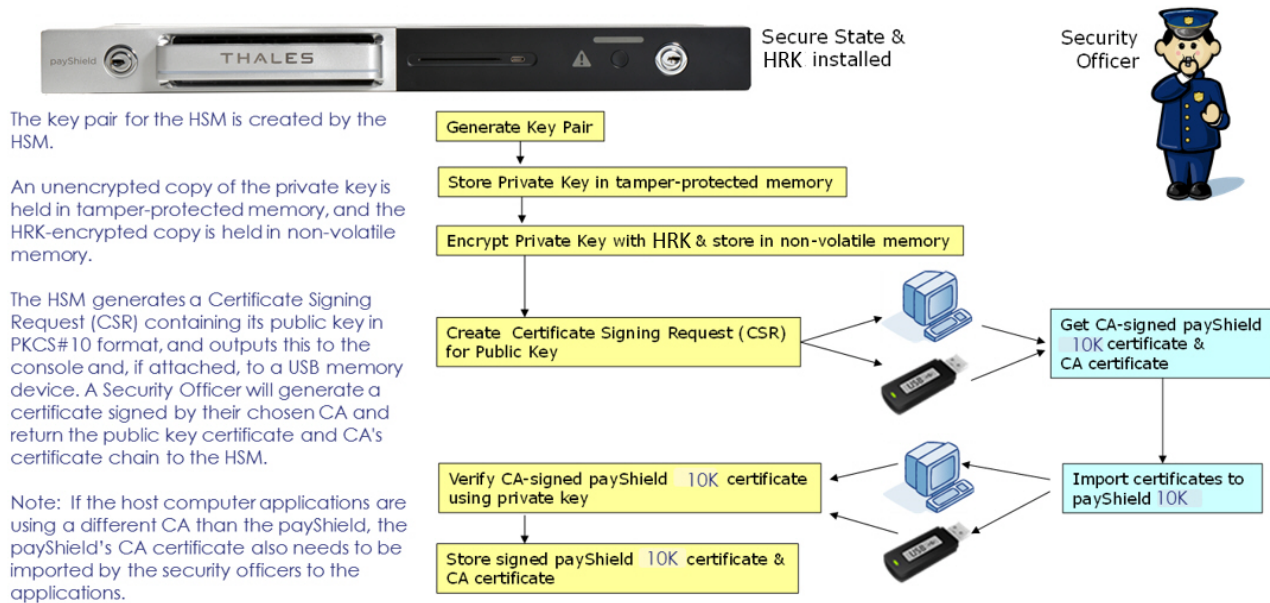 payShield
THALES
Secure State &
HRK installed
Security
Officer
The key pair for the HSM is created by the
HSM.
An unencrypted copy of the private key is
held in tamper-protected memory, and the
HRK-encrypted copy is held in non-volatile
memory.
The HSM generates a Certificate Signing
Request (CSR) containing its public key in
PKCS#10 format, and outputs this to the
console and, if attached, to a USB memory
device. A Security Officer will generate a
certificate signed by their chosen CA and
return the public key certificate and CA's
certificate chain to the HSM.
Note: If the host computer applications are
using a different CA than the payShield, the
payShield's CA certificate also needs to be
imported by the security officers to the
applications.
Generate Key Pair
Store Private Key in tamper-protected memory
Encrypt Private Key with HRK & store in non-volatile memory
Create Certificate Signing Request (CSR)
for Public Key
USB
Get CA-signed payShield
10K certificate &
CA certificate
Import certificates to
payShield 10K
USB
Verify CA-signed payShield 10K certificate
using private key
Store signed payShield 10K certificate &
CA certificate